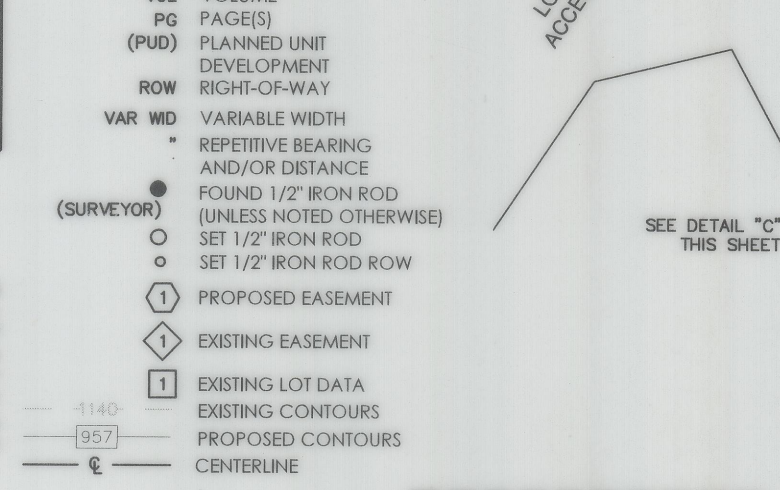 PG PAGE(S)
(PUD) PLANNED UNIT
DEVELOPMENT
ROW RIGHT-OF-WAY
VAR WID VARIABLE WIDTH
" REPETITIVE BEARING
AND/OR DISTANCE
FOUND 1/2" IRON ROD
(SURVEYOR) (UNLESS NOTED OTHERWISE)
SET 1/2" IRON ROD
SET 1/2" IRON ROD ROW
1 PROPOSED EASEMENT
1 EXISTING EASEMENT
1 EXISTING LOT DATA
1140 EXISTING CONTOURS
957 PROPOSED CONTOURS
℄ CENTERLINE
SEE DETAIL "C"
THIS SHEET